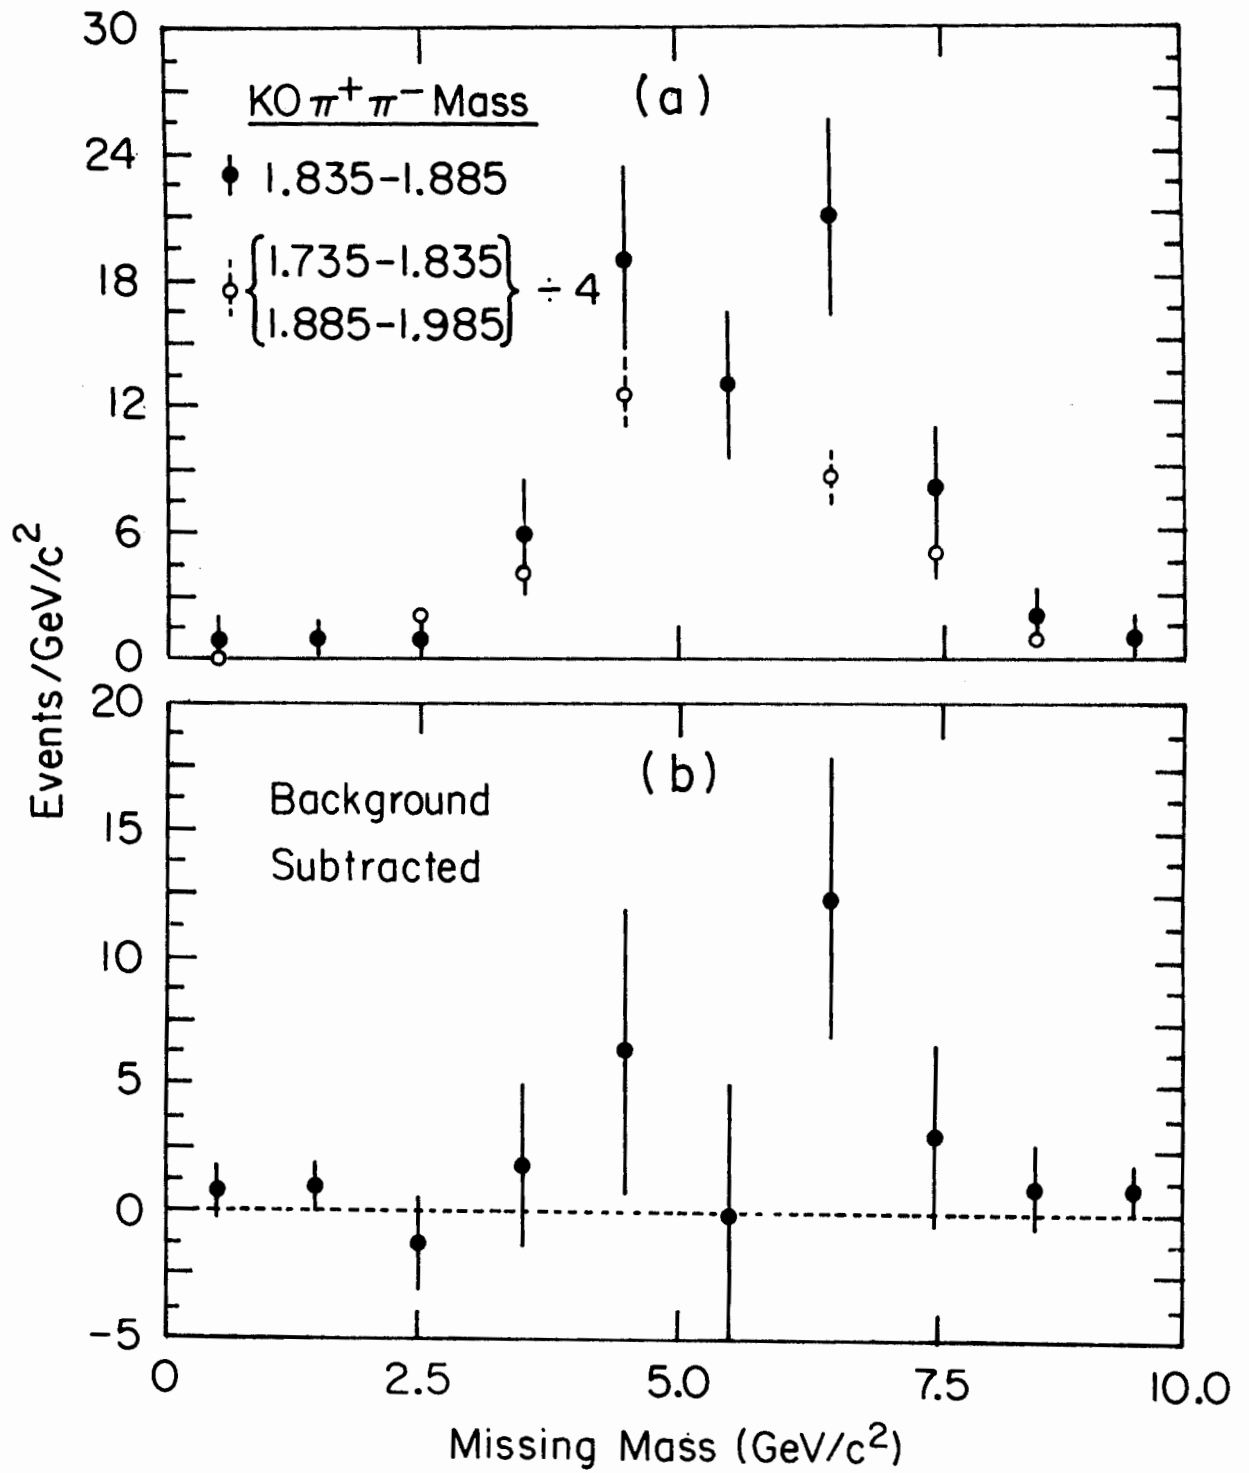 30
24
18
12
6
0
(a)
KOπ⁺π⁻ Mass
1.835-1.885
{1.735-1.835
1.885-1.985} ÷ 4
Events/GeV/c²
20
15
10
5
0
-5
(b)
Background
Subtracted
0 2.5 5.0 7.5 10.0
Missing Mass (GeV/c²)